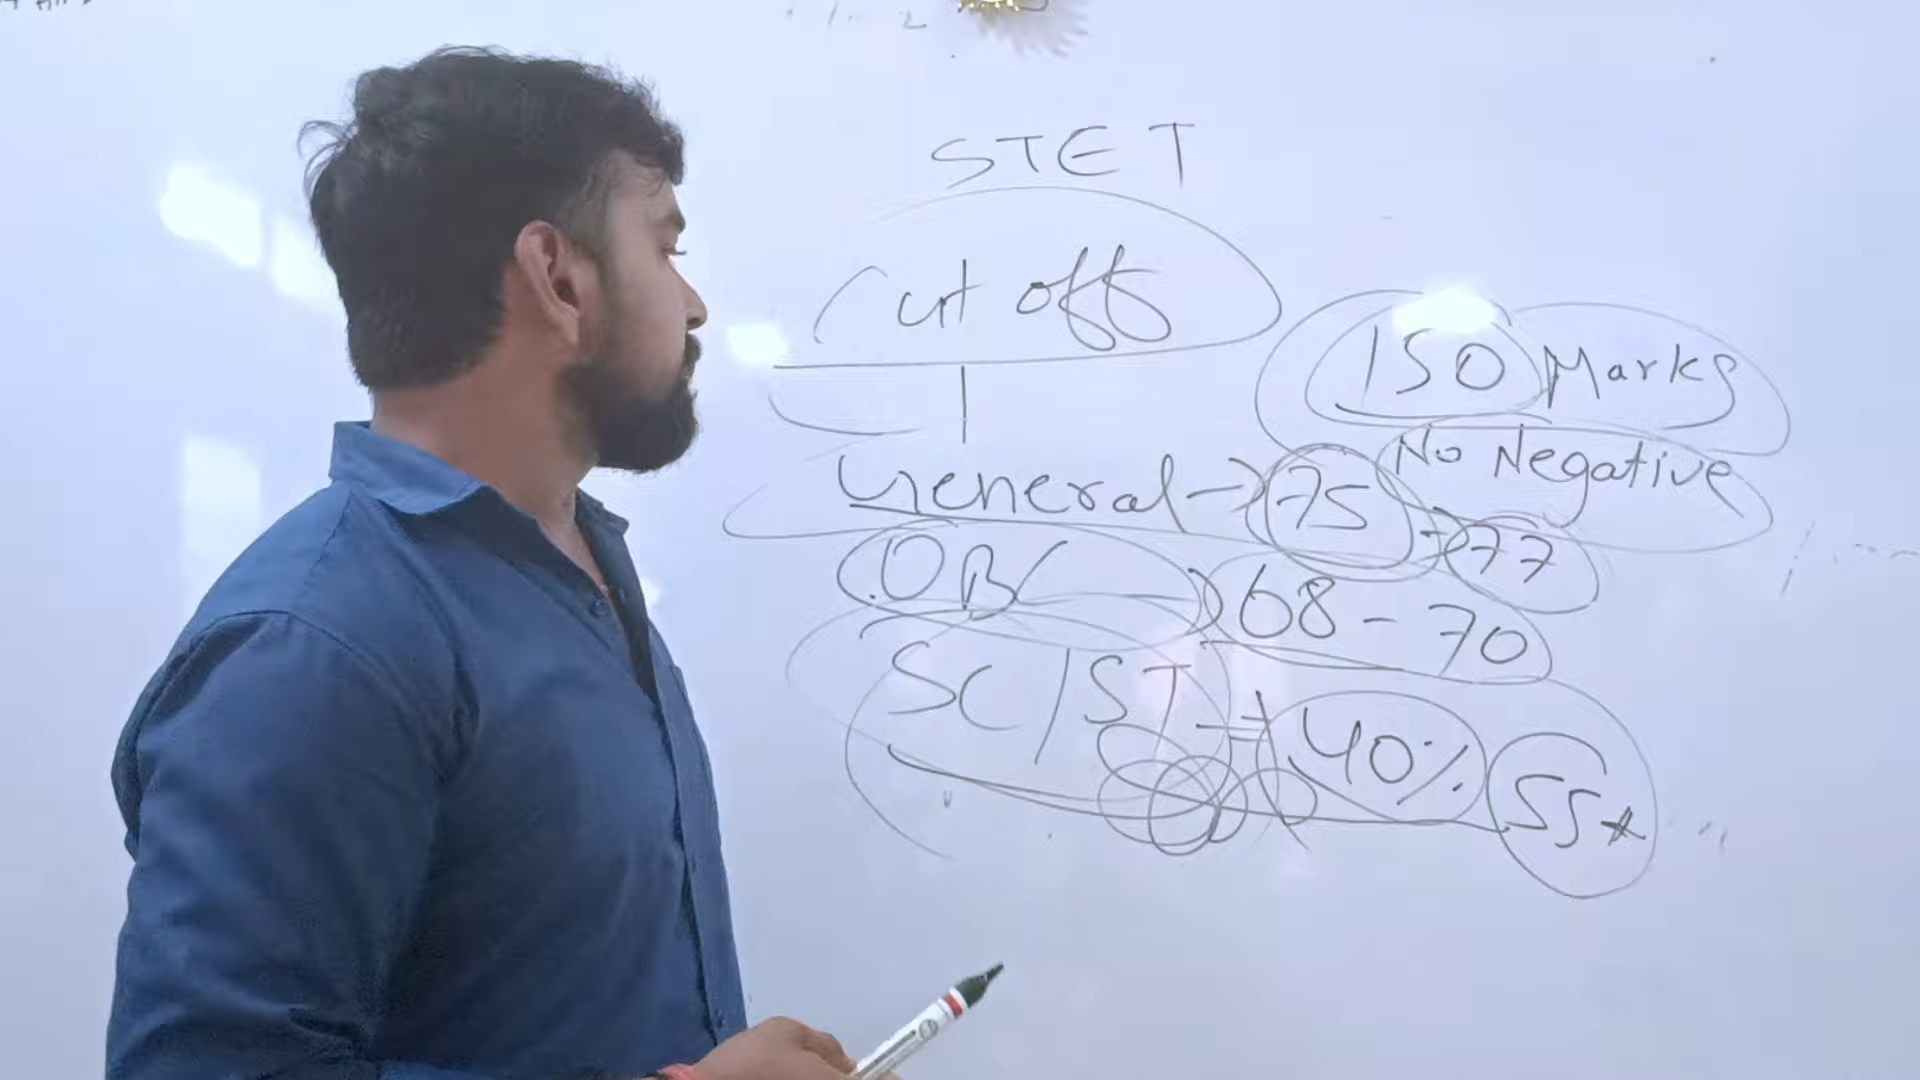 STET
Cut off
150 Marks
No Negative
General → 75 → 77
OBC 68-70
SC/ST ⇒ 40% 55*